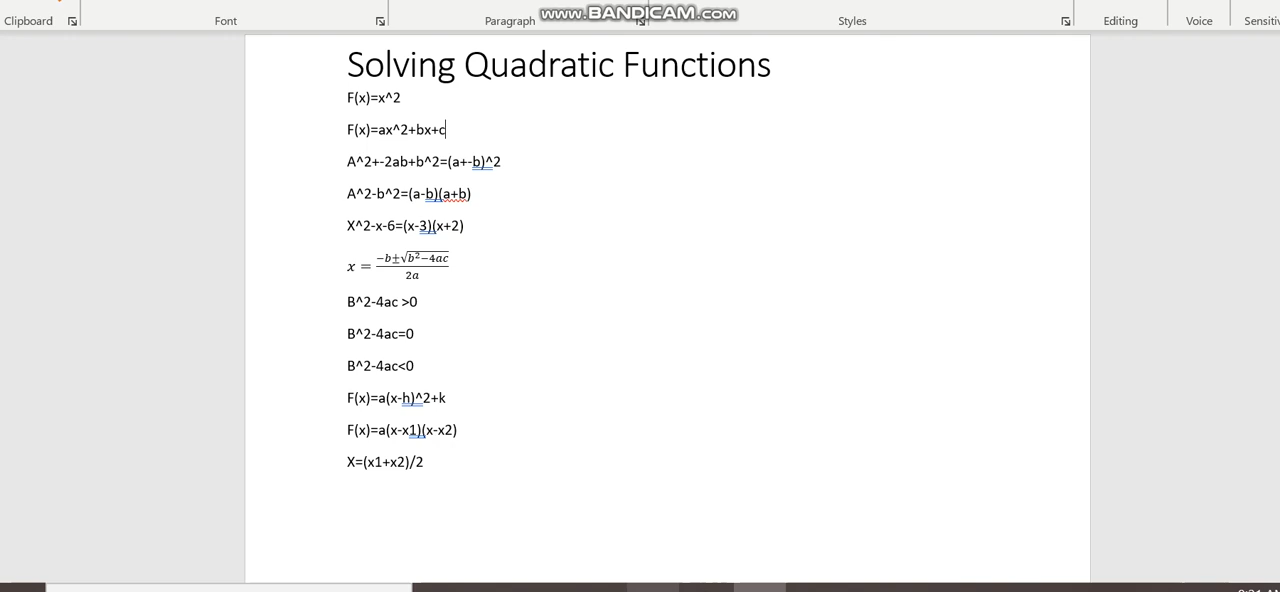 www.BANDICAM.com
Clipboard Font Paragraph Styles Editing Voice
Solving Quadratic Functions
F(x)=x^2
F(x)=ax^2+bx+c
A^2+-2ab+b^2=(a+-b)^2
A^2-b^2=(a-b)(a+b)
X^2-x-6=(x-3)(x+2)
x = (−b±√(b²−4ac))/(2a)
B^2-4ac >0
B^2-4ac=0
B^2-4ac<0
F(x)=a(x-h)^2+k
F(x)=a(x-x1)(x-x2)
X=(x1+x2)/2